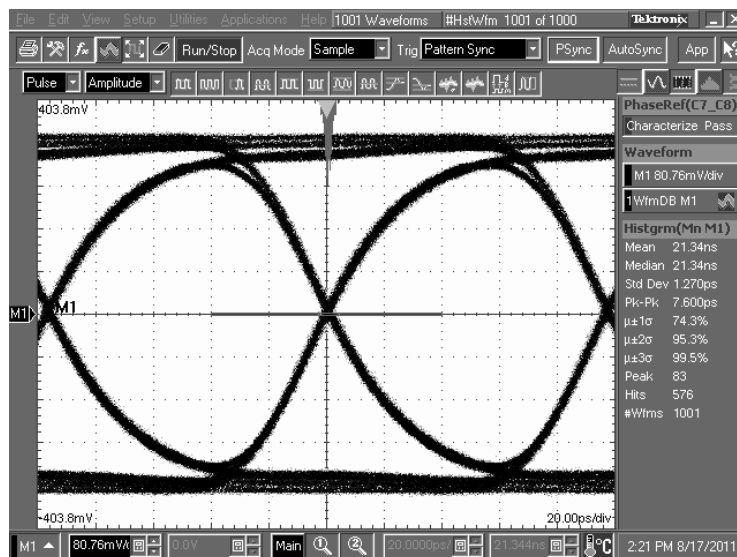 File Edit View Setup Utilities Applications Help 1001 Waveforms #HstWfm 1001 of 1000 Tektronix
Run/Stop Acq Mode Sample Trig Pattern Sync PSync AutoSync App
Pulse Amplitude
403.8mV
PhaseRef(C7_C8)
Characterize Pass
Waveform
M1 80.76mV/div
1WfmDB M1
Histgrm(Mn M1)
Mean 21.34ns
Median 21.34ns
Std Dev 1.270ps
Pk-Pk 7.600ps
µ±1σ 74.3%
µ±2σ 95.3%
µ±3σ 99.5%
Peak 83
Hits 576
#Wfms 1001
M1
M1
-403.8mV 20.00ps/div
M1 80.76mV/ 0.0V Main 1 2 20.0000ps/ 21.344ns °C 2:21 PM 8/17/2011